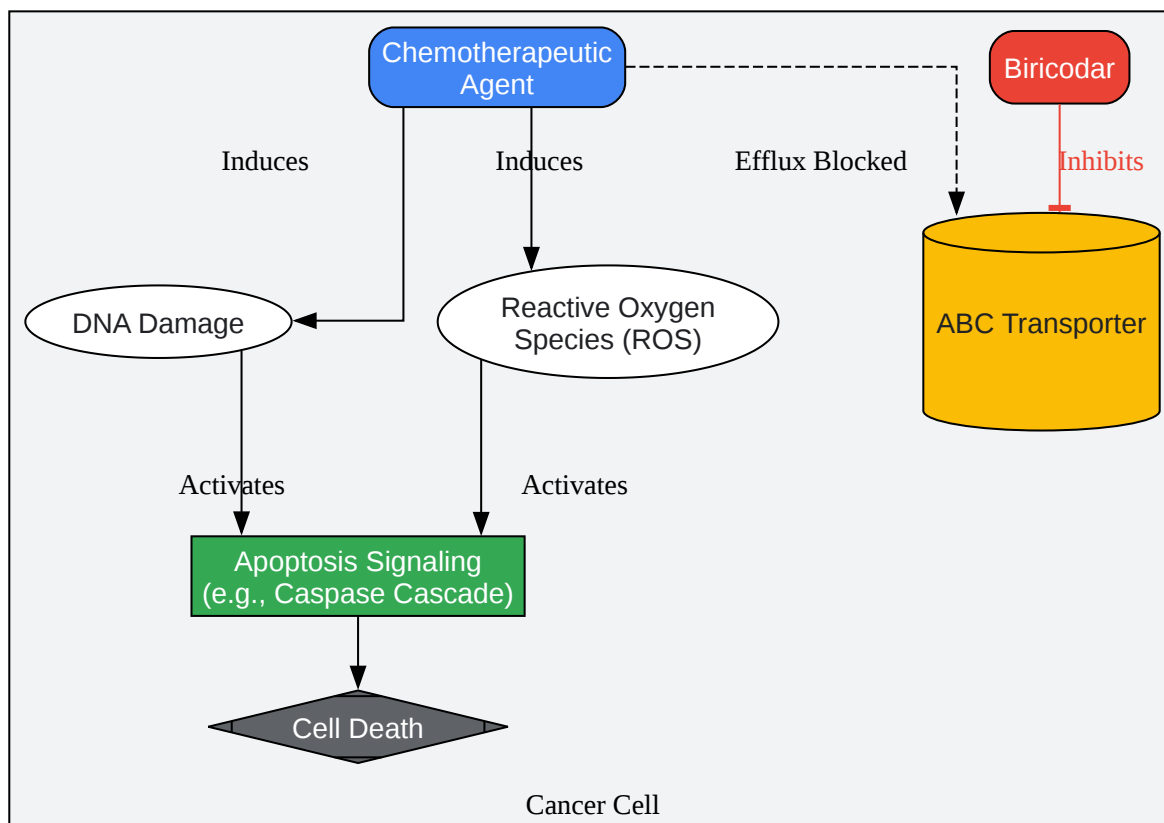 Chemotherapeutic
Agent
Biricodar
Induces
Induces
Efflux Blocked
Inhibits
DNA Damage
Reactive Oxygen
Species (ROS)
ABC Transporter
Activates
Activates
Apoptosis Signaling
(e.g., Caspase Cascade)
Cell Death
Cancer Cell